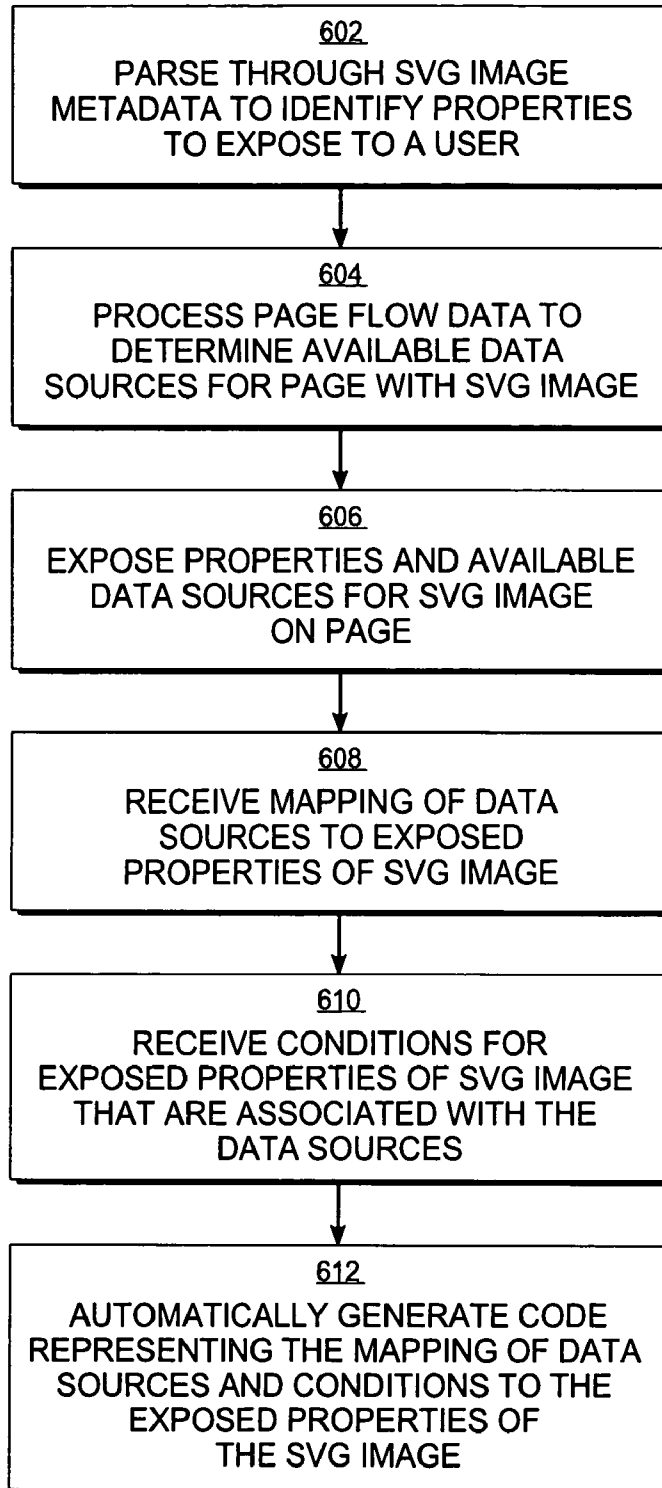 602
PARSE THROUGH SVG IMAGE
METADATA TO IDENTIFY PROPERTIES
TO EXPOSE TO A USER
604
PROCESS PAGE FLOW DATA TO
DETERMINE AVAILABLE DATA
SOURCES FOR PAGE WITH SVG IMAGE
606
EXPOSE PROPERTIES AND AVAILABLE
DATA SOURCES FOR SVG IMAGE
ON PAGE
608
RECEIVE MAPPING OF DATA
SOURCES TO EXPOSED
PROPERTIES OF SVG IMAGE
610
RECEIVE CONDITIONS FOR
EXPOSED PROPERTIES OF SVG IMAGE
THAT ARE ASSOCIATED WITH THE
DATA SOURCES
612
AUTOMATICALLY GENERATE CODE
REPRESENTING THE MAPPING OF DATA
SOURCES AND CONDITIONS TO THE
EXPOSED PROPERTIES OF
THE SVG IMAGE